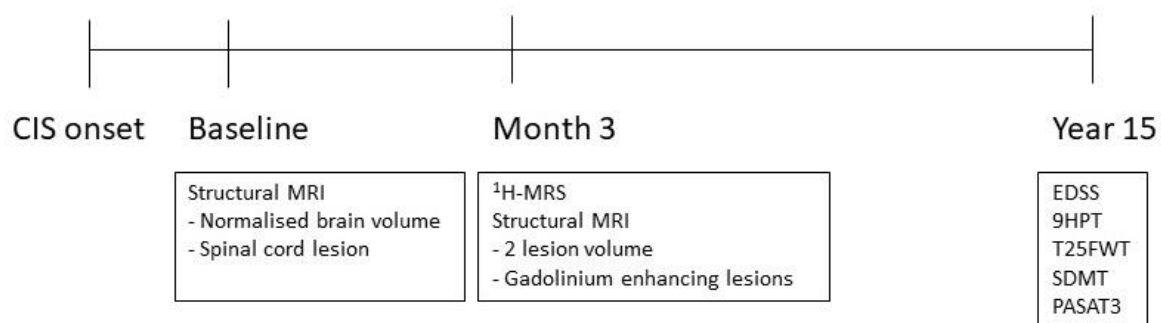 CIS onset
Baseline
Month 3
Year 15
Structural MRI
- Normalised brain volume
- Spinal cord lesion
¹H-MRS
Structural MRI
- 2 lesion volume
- Gadolinium enhancing lesions
EDSS
9HPT
T25FWT
SDMT
PASAT3